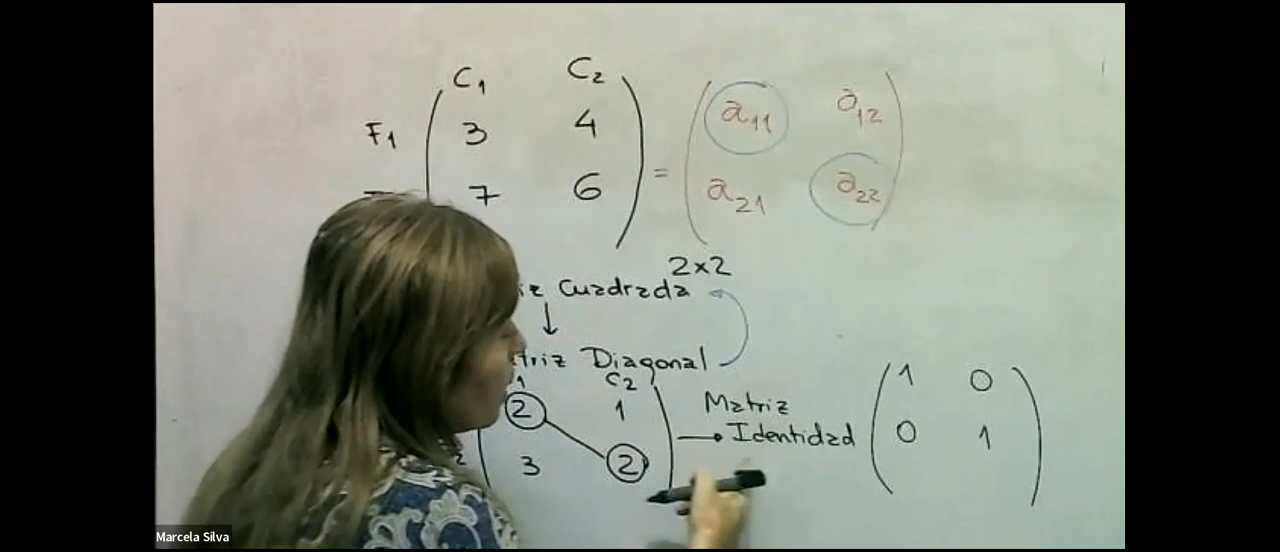 C1 C2
F1 3 4 = a11 a12
7 6 a21 a22
2x2
Cuadrada
Diagonal
C2
2 1 Matriz 1 0
3 2 Identidad 0 1
Marcela Silva